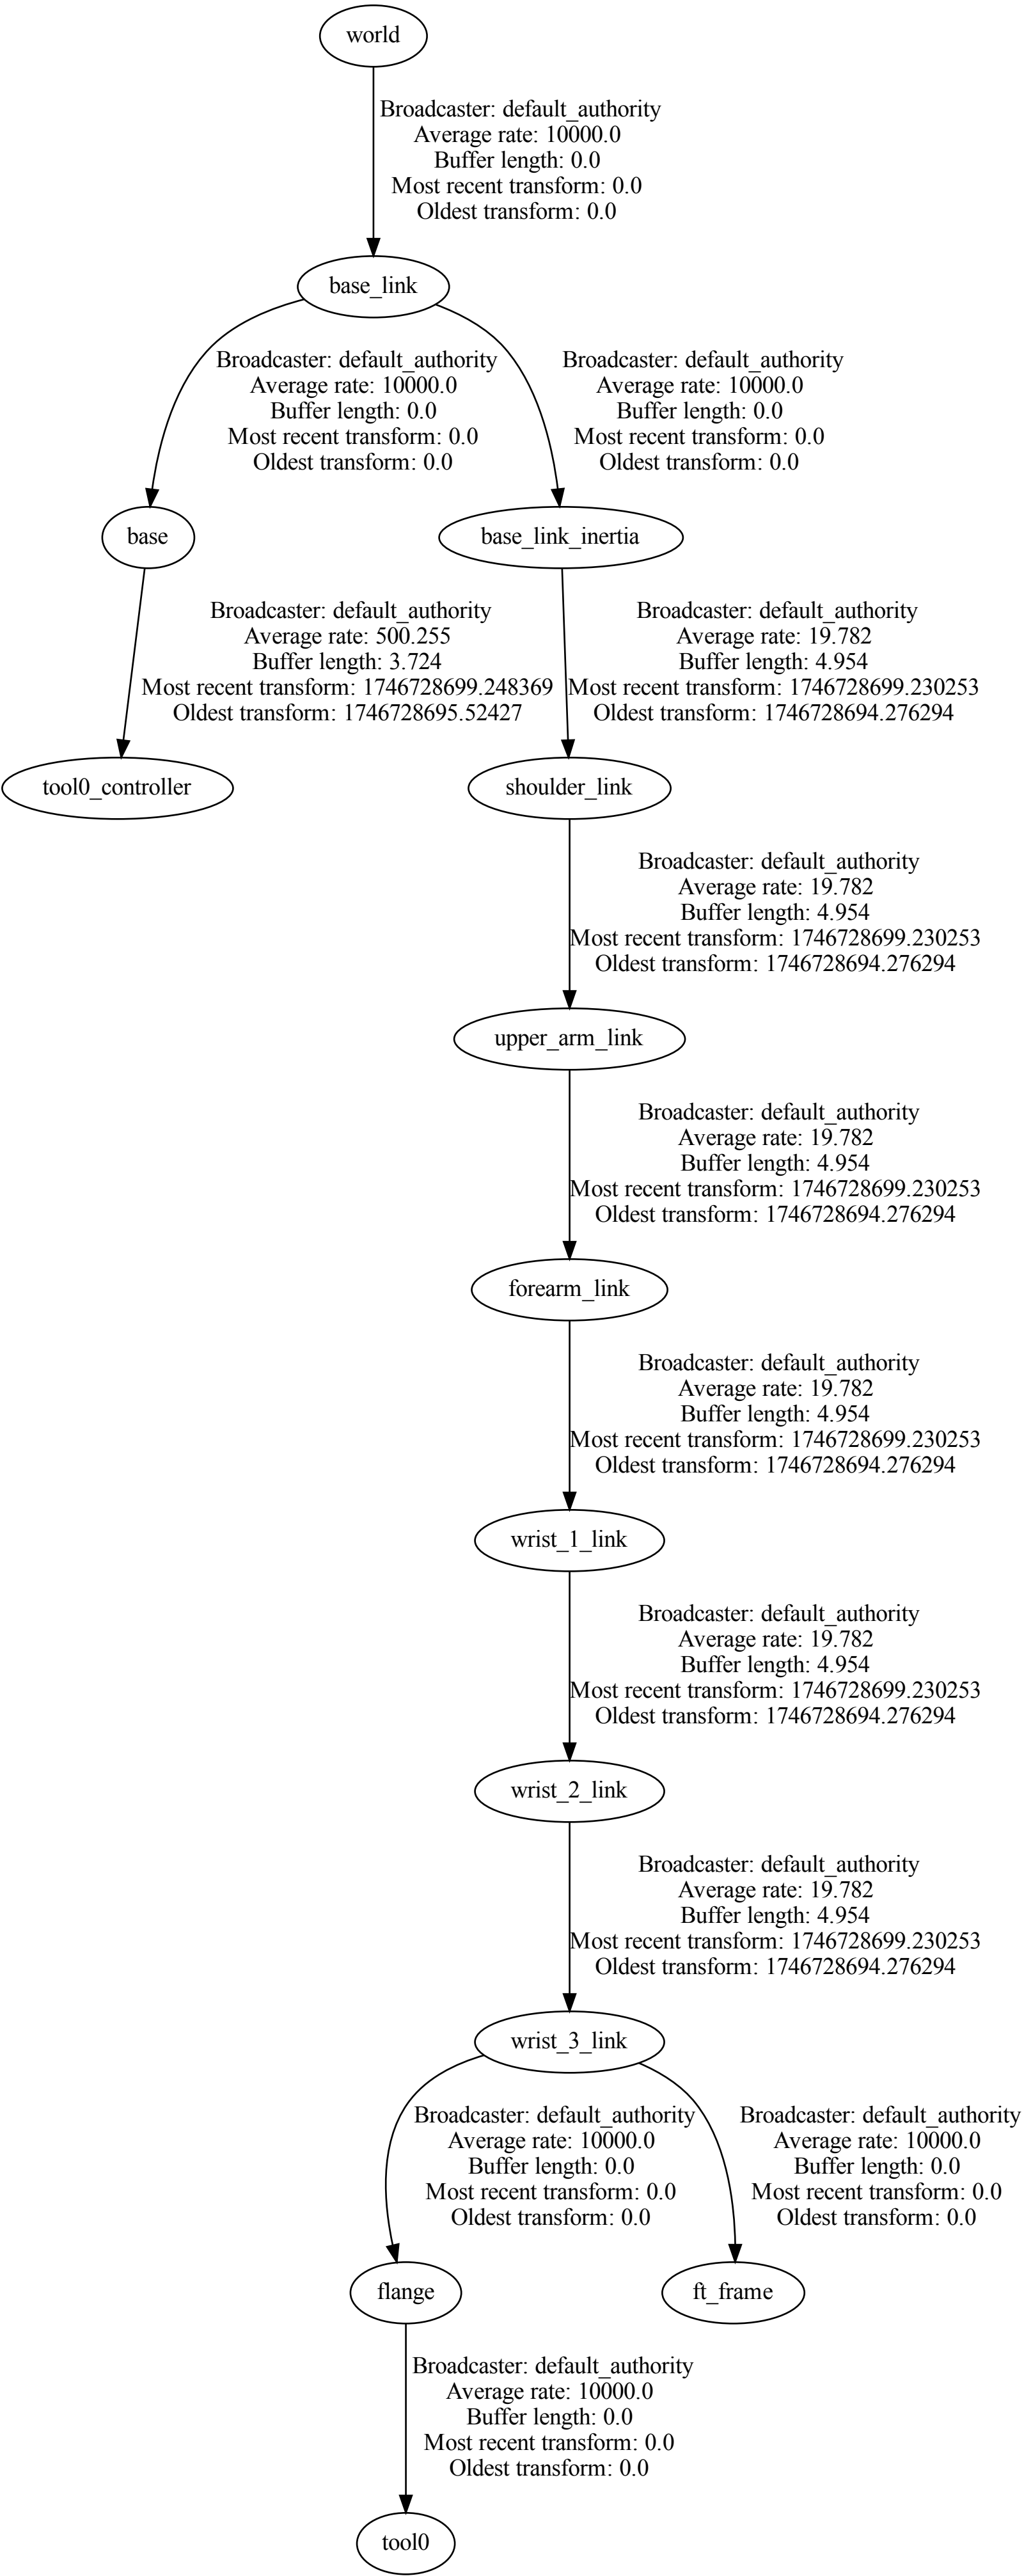 world
Broadcaster: default_authority
Average rate: 10000.0
Buffer length: 0.0
Most recent transform: 0.0
Oldest transform: 0.0
base_link
Broadcaster: default_authority
Average rate: 10000.0
Buffer length: 0.0
Most recent transform: 0.0
Oldest transform: 0.0
Broadcaster: default_authority
Average rate: 10000.0
Buffer length: 0.0
Most recent transform: 0.0
Oldest transform: 0.0
base
base_link_inertia
Broadcaster: default_authority
Average rate: 500.255
Buffer length: 3.724
Most recent transform: 1746728699.248369
Oldest transform: 1746728695.52427
Broadcaster: default_authority
Average rate: 19.782
Buffer length: 4.954
Most recent transform: 1746728699.230253
Oldest transform: 1746728694.276294
tool0_controller
shoulder_link
Broadcaster: default_authority
Average rate: 19.782
Buffer length: 4.954
Most recent transform: 1746728699.230253
Oldest transform: 1746728694.276294
upper_arm_link
Broadcaster: default_authority
Average rate: 19.782
Buffer length: 4.954
Most recent transform: 1746728699.230253
Oldest transform: 1746728694.276294
forearm_link
Broadcaster: default_authority
Average rate: 19.782
Buffer length: 4.954
Most recent transform: 1746728699.230253
Oldest transform: 1746728694.276294
wrist_1_link
Broadcaster: default_authority
Average rate: 19.782
Buffer length: 4.954
Most recent transform: 1746728699.230253
Oldest transform: 1746728694.276294
wrist_2_link
Broadcaster: default_authority
Average rate: 19.782
Buffer length: 4.954
Most recent transform: 1746728699.230253
Oldest transform: 1746728694.276294
wrist_3_link
Broadcaster: default_authority
Average rate: 10000.0
Buffer length: 0.0
Most recent transform: 0.0
Oldest transform: 0.0
Broadcaster: default_authority
Average rate: 10000.0
Buffer length: 0.0
Most recent transform: 0.0
Oldest transform: 0.0
flange
ft_frame
Broadcaster: default_authority
Average rate: 10000.0
Buffer length: 0.0
Most recent transform: 0.0
Oldest transform: 0.0
tool0